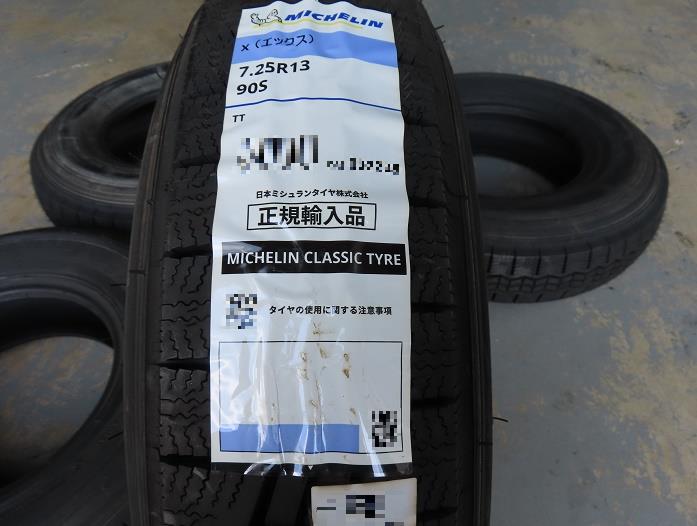 MICHELIN
X (エックス)
7.25R13
90S
TT
日本ミシュランタイヤ株式会社
正規輸入品
MICHELIN CLASSIC TYRE
タイヤの使用に関する注意事項